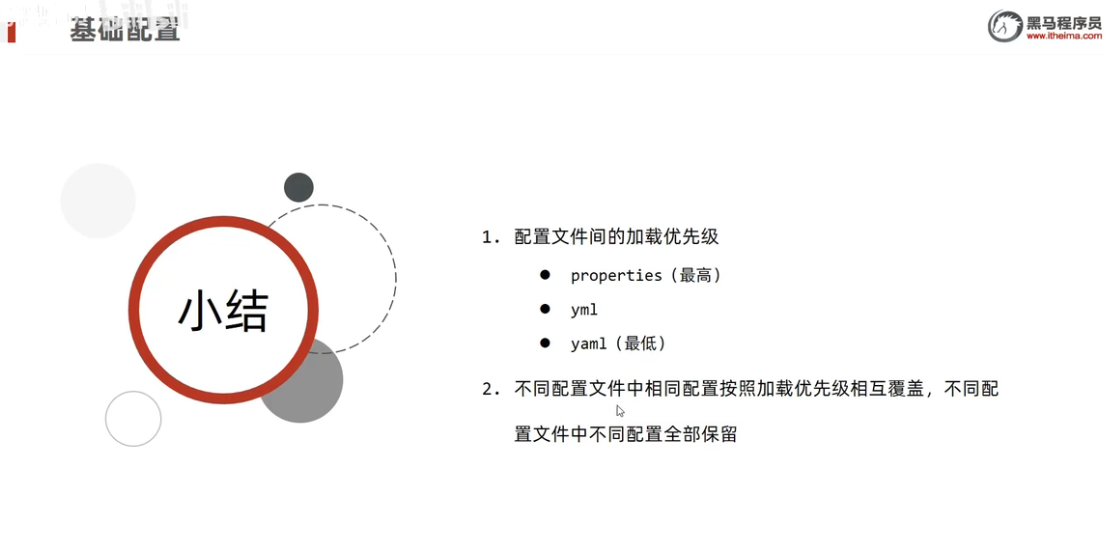 基础配置
黑马程序员
www.itheima.com
小结
1. 配置文件间的加载优先级
● properties（最高）
● yml
● yaml（最低）
2. 不同配置文件中相同配置按照加载优先级相互覆盖，不同配
置文件中不同配置全部保留